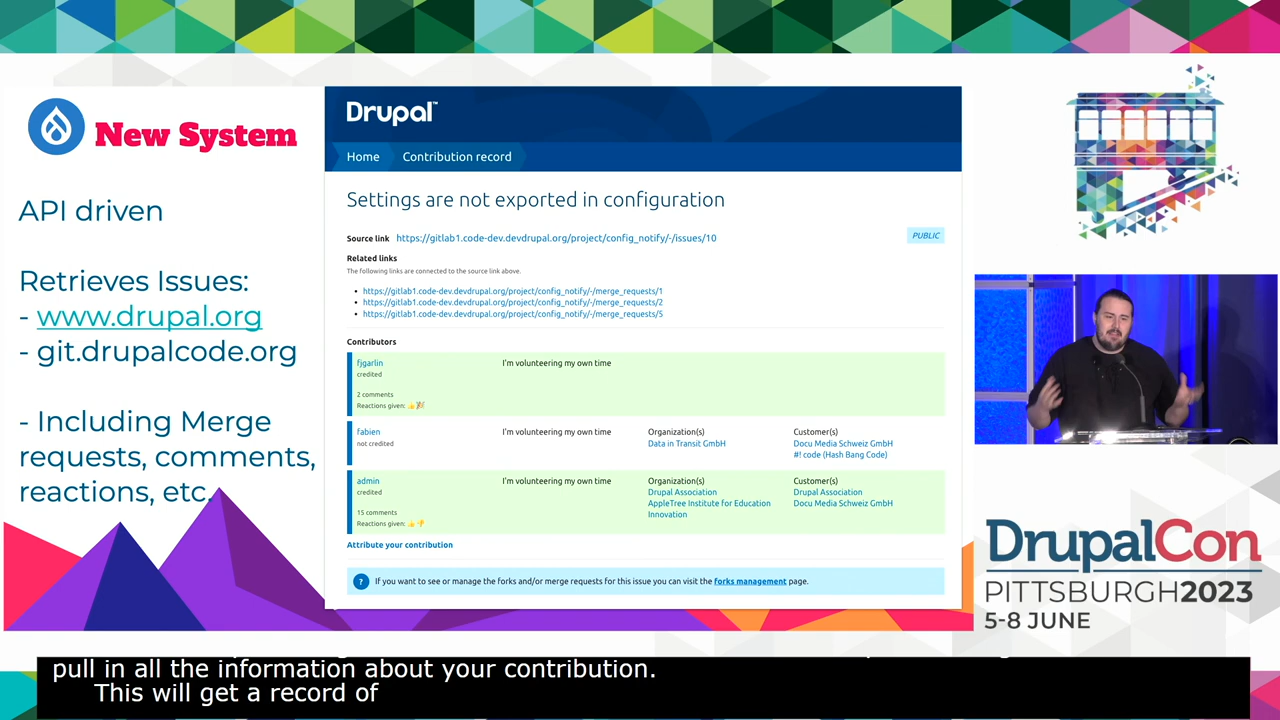 New System
API driven
Retrieves Issues:
- www.drupal.org
- git.drupalcode.org
- Including Merge
requests, comments,
reactions, etc.
Drupal™
Home Contribution record
Settings are not exported in configuration
Source link https://gitlab1.code-dev.devdrupal.org/project/config_notify/-/issues/10
PUBLIC
Related links
The following links are connected to the source link above.
• https://gitlab1.code-dev.devdrupal.org/project/config_notify/-/merge_requests/1
• https://gitlab1.code-dev.devdrupal.org/project/config_notify/-/merge_requests/2
• https://gitlab1.code-dev.devdrupal.org/project/config_notify/-/merge_requests/5
Contributors
fjgarlin I'm volunteering my own time
credited
2 comments
Reactions given: 👍🎉
fabien I'm volunteering my own time Organization(s) Customer(s)
not credited Data in Transit GmbH Docu Media Schweiz GmbH
#! code (Hash Bang Code)
admin I'm volunteering my own time Organization(s) Customer(s)
credited Drupal Association Drupal Association
AppleTree Institute for Education Docu Media Schweiz GmbH
15 comments Innovation
Reactions given: 👍👎
Attribute your contribution
? If you want to see or manage the forks and/or merge requests for this issue you can visit the forks management page.
DrupalCon
PITTSBURGH2023
5-8 JUNE
pull in all the information about your contribution.
This will get a record of